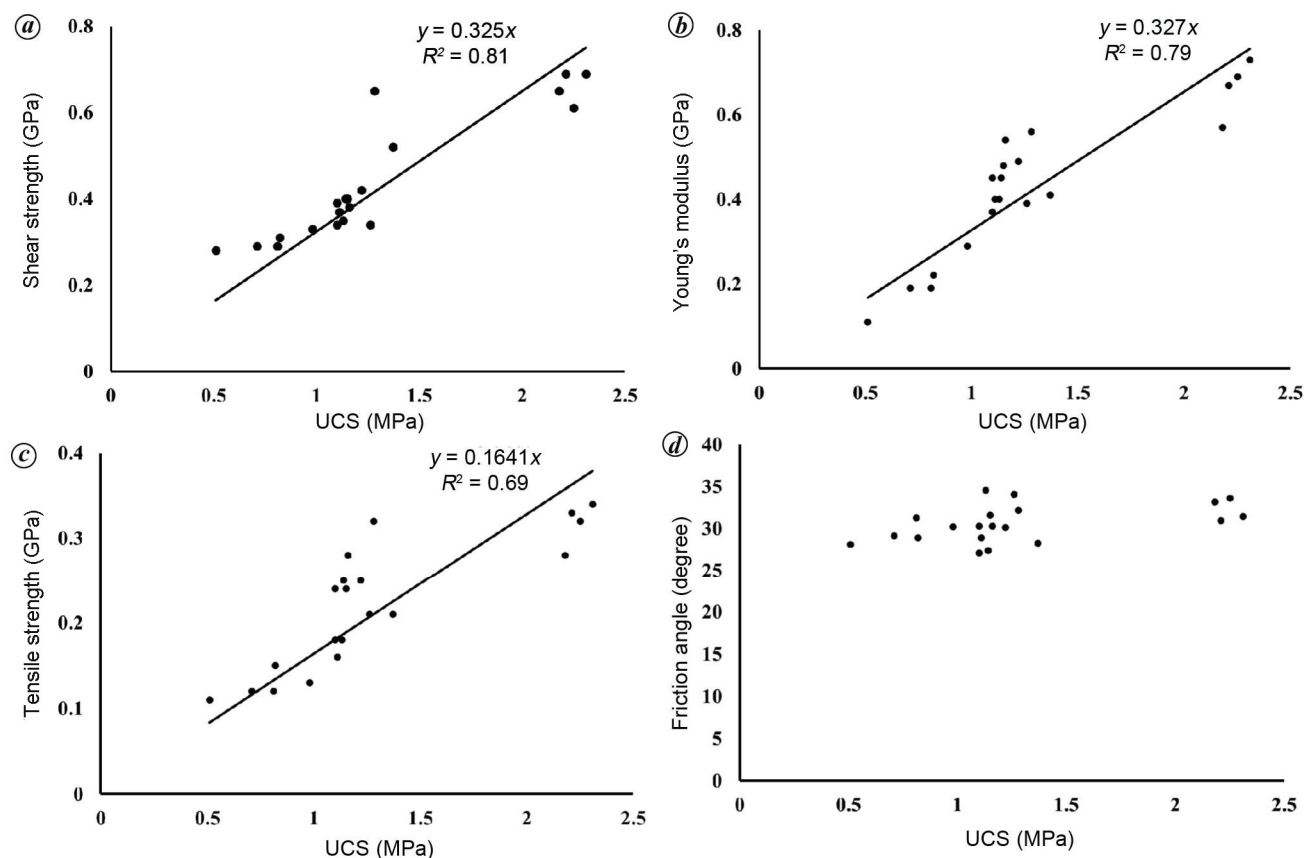 a
y = 0.325x
R² = 0.81
0.8
0.6
0.4
0.2
0
Shear strength (GPa)
0 0.5 1 1.5 2 2.5
UCS (MPa)
b
y = 0.327x
R² = 0.79
0.8
0.6
0.4
0.2
0
Young's modulus (GPa)
0 0.5 1 1.5 2 2.5
UCS (MPa)
c
y = 0.1641x
R² = 0.69
0.4
0.3
0.2
0.1
0
Tensile strength (GPa)
0 0.5 1 1.5 2 2.5
UCS (MPa)
d
40
35
30
25
20
15
10
5
0
Friction angle (degree)
0 0.5 1 1.5 2 2.5
UCS (MPa)